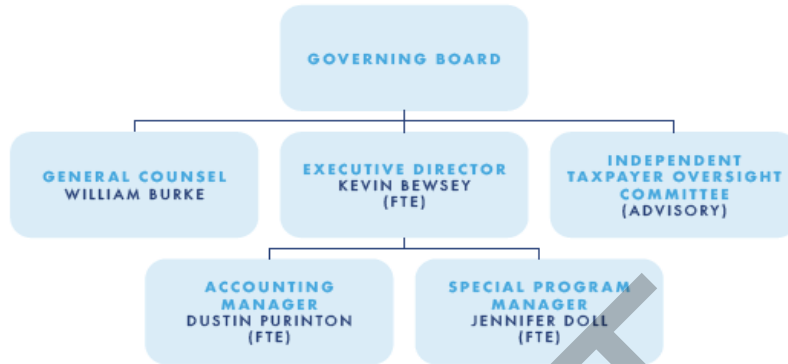 GOVERNING BOARD
GENERAL COUNSEL
WILLIAM BURKE
EXECUTIVE DIRECTOR
KEVIN BEWSEY
(FTE)
INDEPENDENT
TAXPAYER OVERSIGHT
COMMITTEE
(ADVISORY)
ACCOUNTING
MANAGER
DUSTIN PURINTON
(FTE)
SPECIAL PROGRAM
MANAGER
JENNIFER DOLL
(FTE)